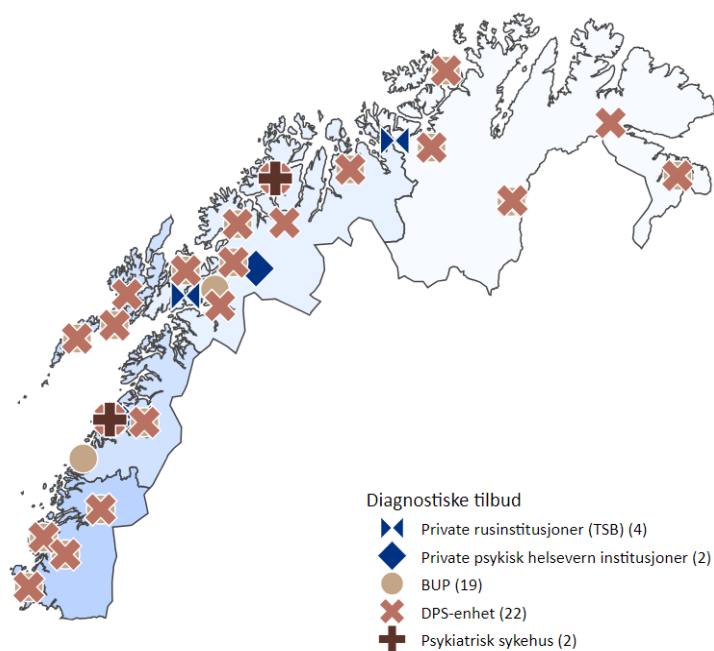 Diagnostiske tilbud
Private rusinstitusjoner (TSB) (4)
Private psykisk helsevern institusjoner (2)
BUP (19)
DPS-enhet (22)
Psykiatrisk sykehus (2)